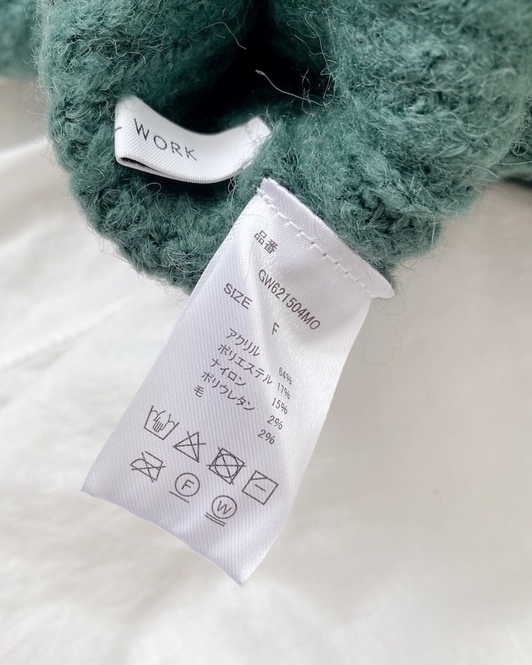 WORK
品番
GW621504MO
SIZE F
アクリル 64%
ポリエステル 17%
ナイロン 15%
ポリウレタン 2%
毛 2%
F W